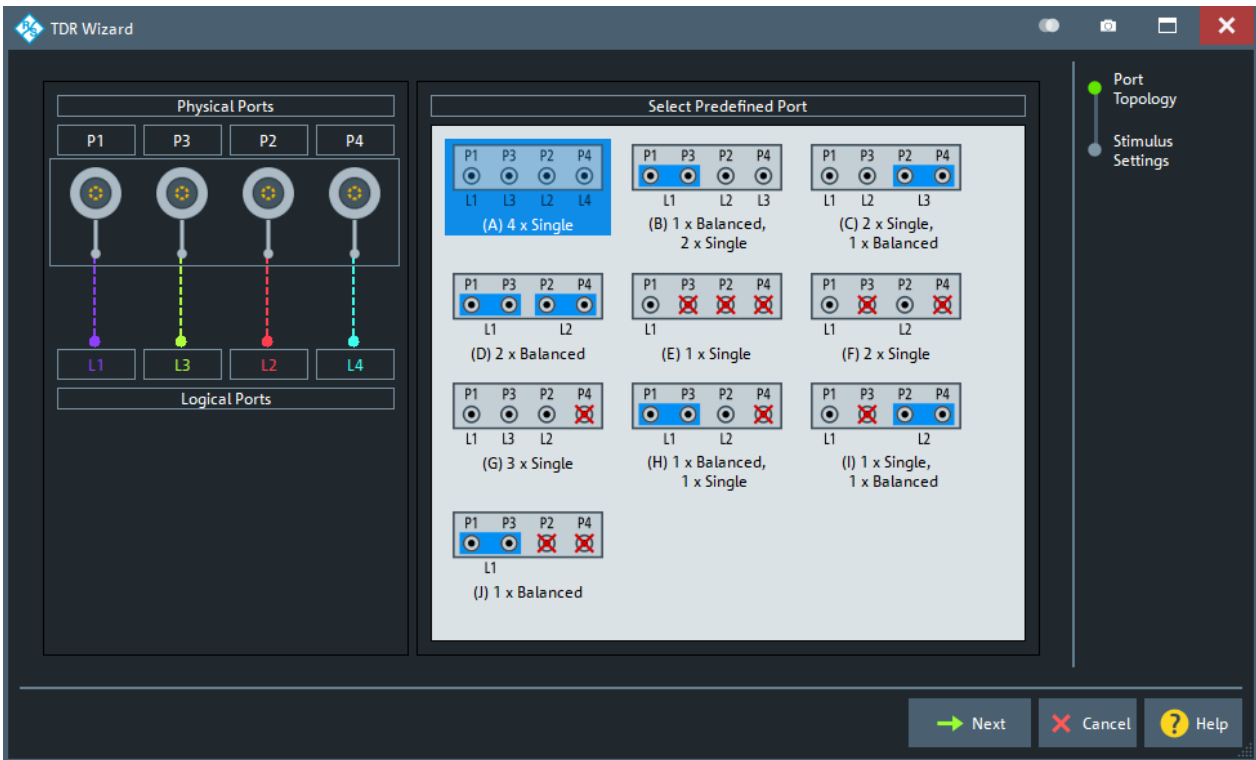 TDR Wizard
Physical Ports
P1 P3 P2 P4
L1 L3 L2 L4
Logical Ports
Select Predefined Port
P1 P3 P2 P4
L1 L3 L2 L4
(A) 4 x Single
P1 P3 P2 P4
L1 L2 L3
(B) 1 x Balanced,
2 x Single
P1 P3 P2 P4
L1 L2 L3
(C) 2 x Single,
1 x Balanced
P1 P3 P2 P4
L1 L2
(D) 2 x Balanced
P1 P3 P2 P4
L1
(E) 1 x Single
P1 P3 P2 P4
L1 L2
(F) 2 x Single
P1 P3 P2 P4
L1 L3 L2
(G) 3 x Single
P1 P3 P2 P4
L1 L2
(H) 1 x Balanced,
1 x Single
P1 P3 P2 P4
L1 L2
(I) 1 x Single,
1 x Balanced
P1 P3 P2 P4
L1
(J) 1 x Balanced
Port
Topology
Stimulus
Settings
Next
Cancel
? Help